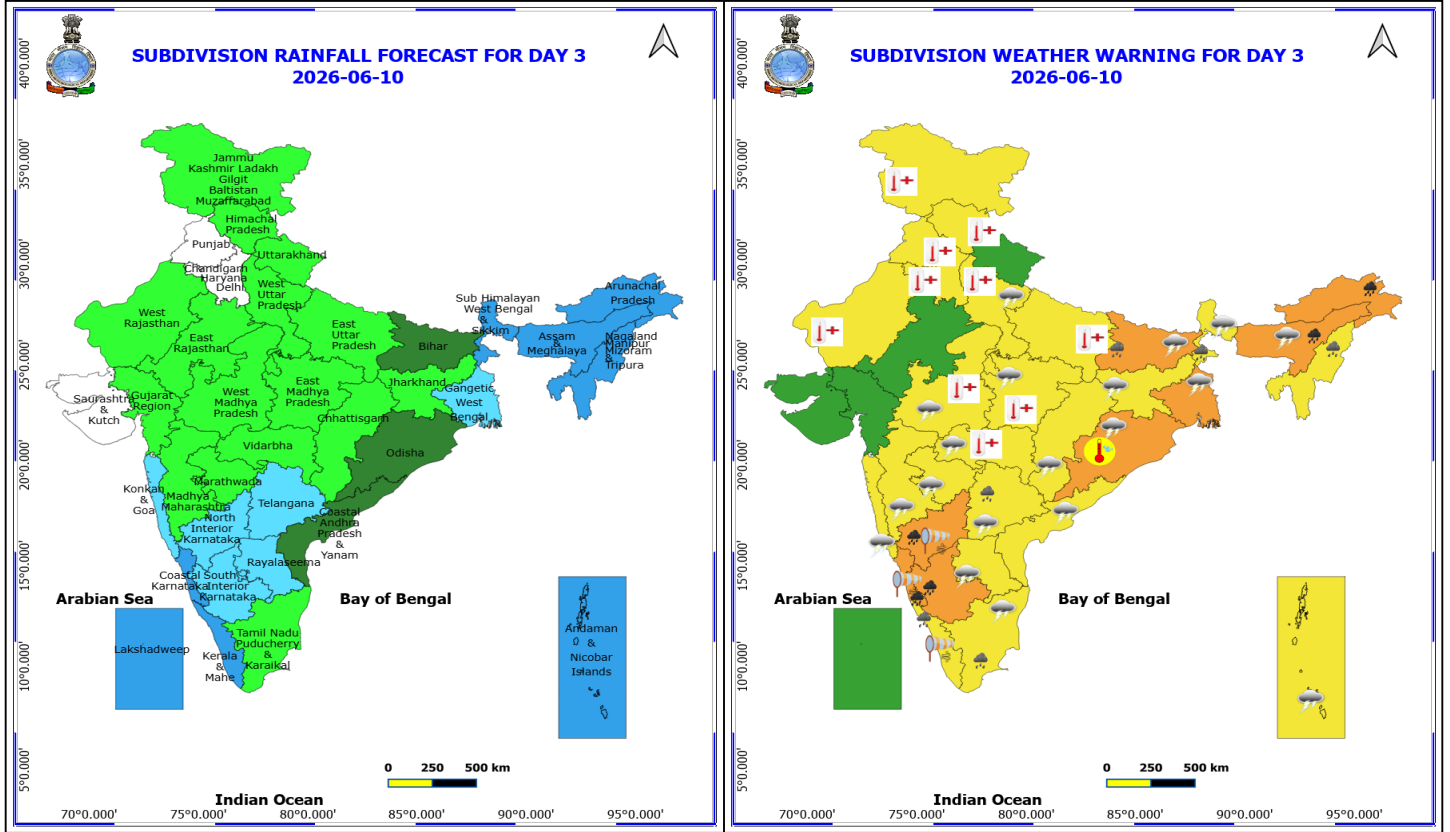 SUBDIVISION RAINFALL FORECAST FOR DAY 3
2026-06-10
40°0.000'
35°0.000'
30°0.000'
25°0.000'
20°0.000'
15°0.000'
10°0.000'
5°0.000'
Jammu
Kashmir Ladakh
Gilgit
Baltistan
Muzaffarabad
Himachal
Pradesh
Punjab
Uttarakhand
Chandigarh
Haryana
Delhi
West
Uttar
Pradesh
West
Rajasthan
East
Rajasthan
East
Uttar
Pradesh
Bihar
Sub Himalayan
West Bengal
&
Sikkim
Arunachal
Pradesh
Assam
&
Meghalaya
Nagaland
Manipur
Mizoram
&
Tripura
Saurashtra
&
Kutch
Gujarat
Region
West
Madhya
Pradesh
East
Madhya
Pradesh
Jharkhand
Gangetic
West
Bengal
Chhattisgarh
Vidarbha
Odisha
Konkan
&
Goa
Madhya
Maharashtra
Marathwada
Telangana
North
Interior
Karnataka
Coastal
Andhra
Pradesh
&
Yanam
Rayalaseema
Coastal
Karnataka
South
Interior
Karnataka
Arabian Sea
Bay of Bengal
Lakshadweep
Kerala
&
Mahe
Tamil Nadu
Puducherry
&
Karaikal
Andaman
&
Nicobar
Islands
0 250 500 km
Indian Ocean
70°0.000' 75°0.000' 80°0.000' 85°0.000' 90°0.000' 95°0.000'
SUBDIVISION WEATHER WARNING FOR DAY 3
2026-06-10
40°0.000'
35°0.000'
30°0.000'
25°0.000'
20°0.000'
15°0.000'
10°0.000'
5°0.000'
Arabian Sea
Bay of Bengal
0 250 500 km
Indian Ocean
70°0.000' 75°0.000' 80°0.000' 85°0.000' 90°0.000' 95°0.000'